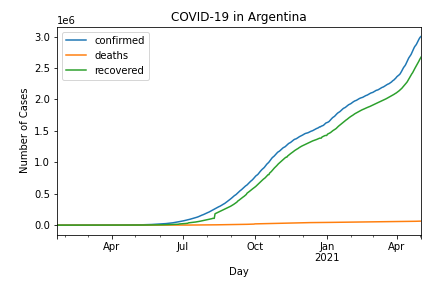 COVID-19 in Argentina
1e6
confirmed
deaths
recovered
3.0
2.5
2.0
1.5
1.0
0.5
0.0
Number of Cases
Apr
Jul
Oct
Jan
2021
Apr
Day